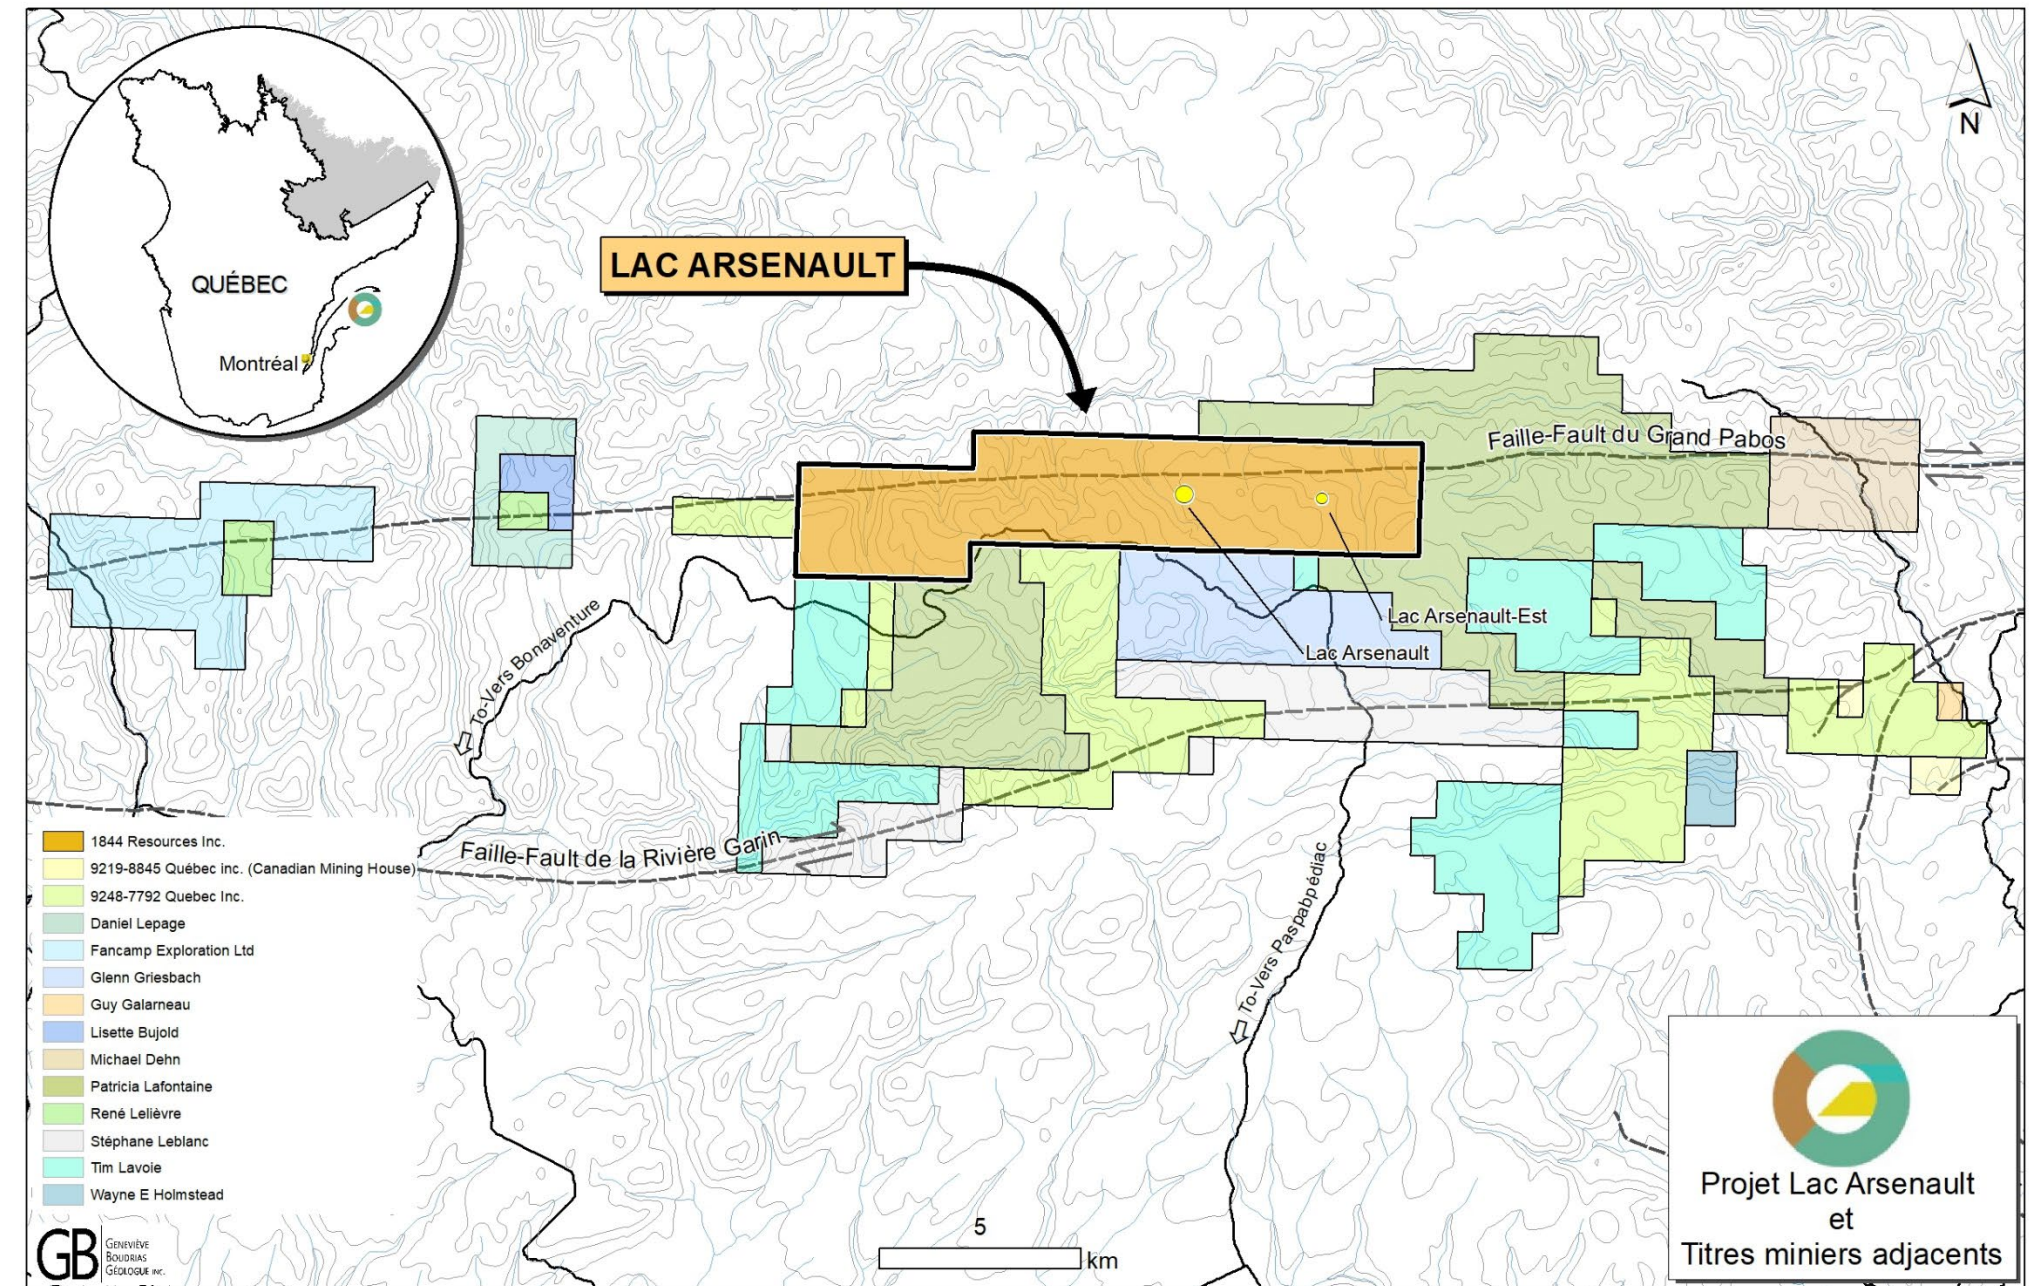 QUÉBEC
Montréal
N
LAC ARSENAULT
Faille-Fault du Grand Pabos
Lac Arsenault-Est
Lac Arsenault
To-Vers Bonaventure
Faille-Fault de la Rivière Garin
To-Vers Paspabpédiac
1844 Resources Inc.
9219-8845 Québec inc. (Canadian Mining House)
9248-7792 Quebec Inc.
Daniel Lepage
Fancamp Exploration Ltd
Glenn Griesbach
Guy Galarneau
Lisette Bujold
Michael Dehn
Patricia Lafontaine
René Lelièvre
Stéphane Leblanc
Tim Lavoie
Wayne E Holmstead
GB
GENEVIÈVE
BOUDRIAS
GÉOLOGUE INC.
5
km
Projet Lac Arsenault
et
Titres miniers adjacents